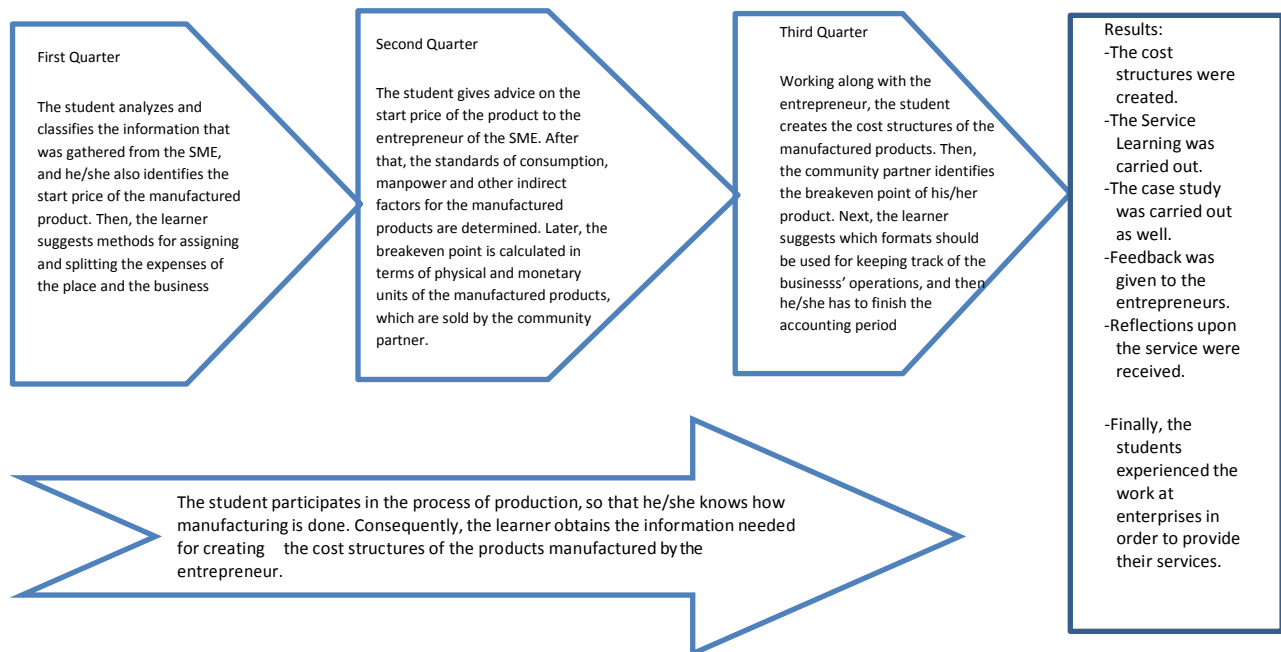 First Quarter
The student analyzes and
classifies the information that
was gathered from the SME,
and he/she also identifies the
start price of the manufactured
product. Then, the learner
suggests methods for assigning
and splitting the expenses of
the place and the business
Second Quarter
The student gives advice on the
start price of the product to the
entrepreneur of the SME. After
that, the standards of consumption,
manpower and other indirect
factors for the manufactured
products are determined. Later, the
breakeven point is calculated in
terms of physical and monetary
units of the manufactured products,
which are sold by the community
partner.
Third Quarter
Working along with the
entrepreneur, the student
creates the cost structures of the
manufactured products. Then,
the community partner identifies
the breakeven point of his/her
product. Next, the learner
suggests which formats should
be used for keeping track of the
businesss’ operations, and then
he/she has to finish the
accounting period
Results:
-The cost
structures were
created.
-The Service
Learning was
carried out.
-The case study
was carried out
as well.
-Feedback was
given to the
entrepreneurs.
-Reflections upon
the service were
received.
-Finally, the
students
experienced the
work at
enterprises in
order to provide
their services.
The student participates in the process of production, so that he/she knows how
manufacturing is done. Consequently, the learner obtains the information needed
for creating the cost structures of the products manufactured by the
entrepreneur.